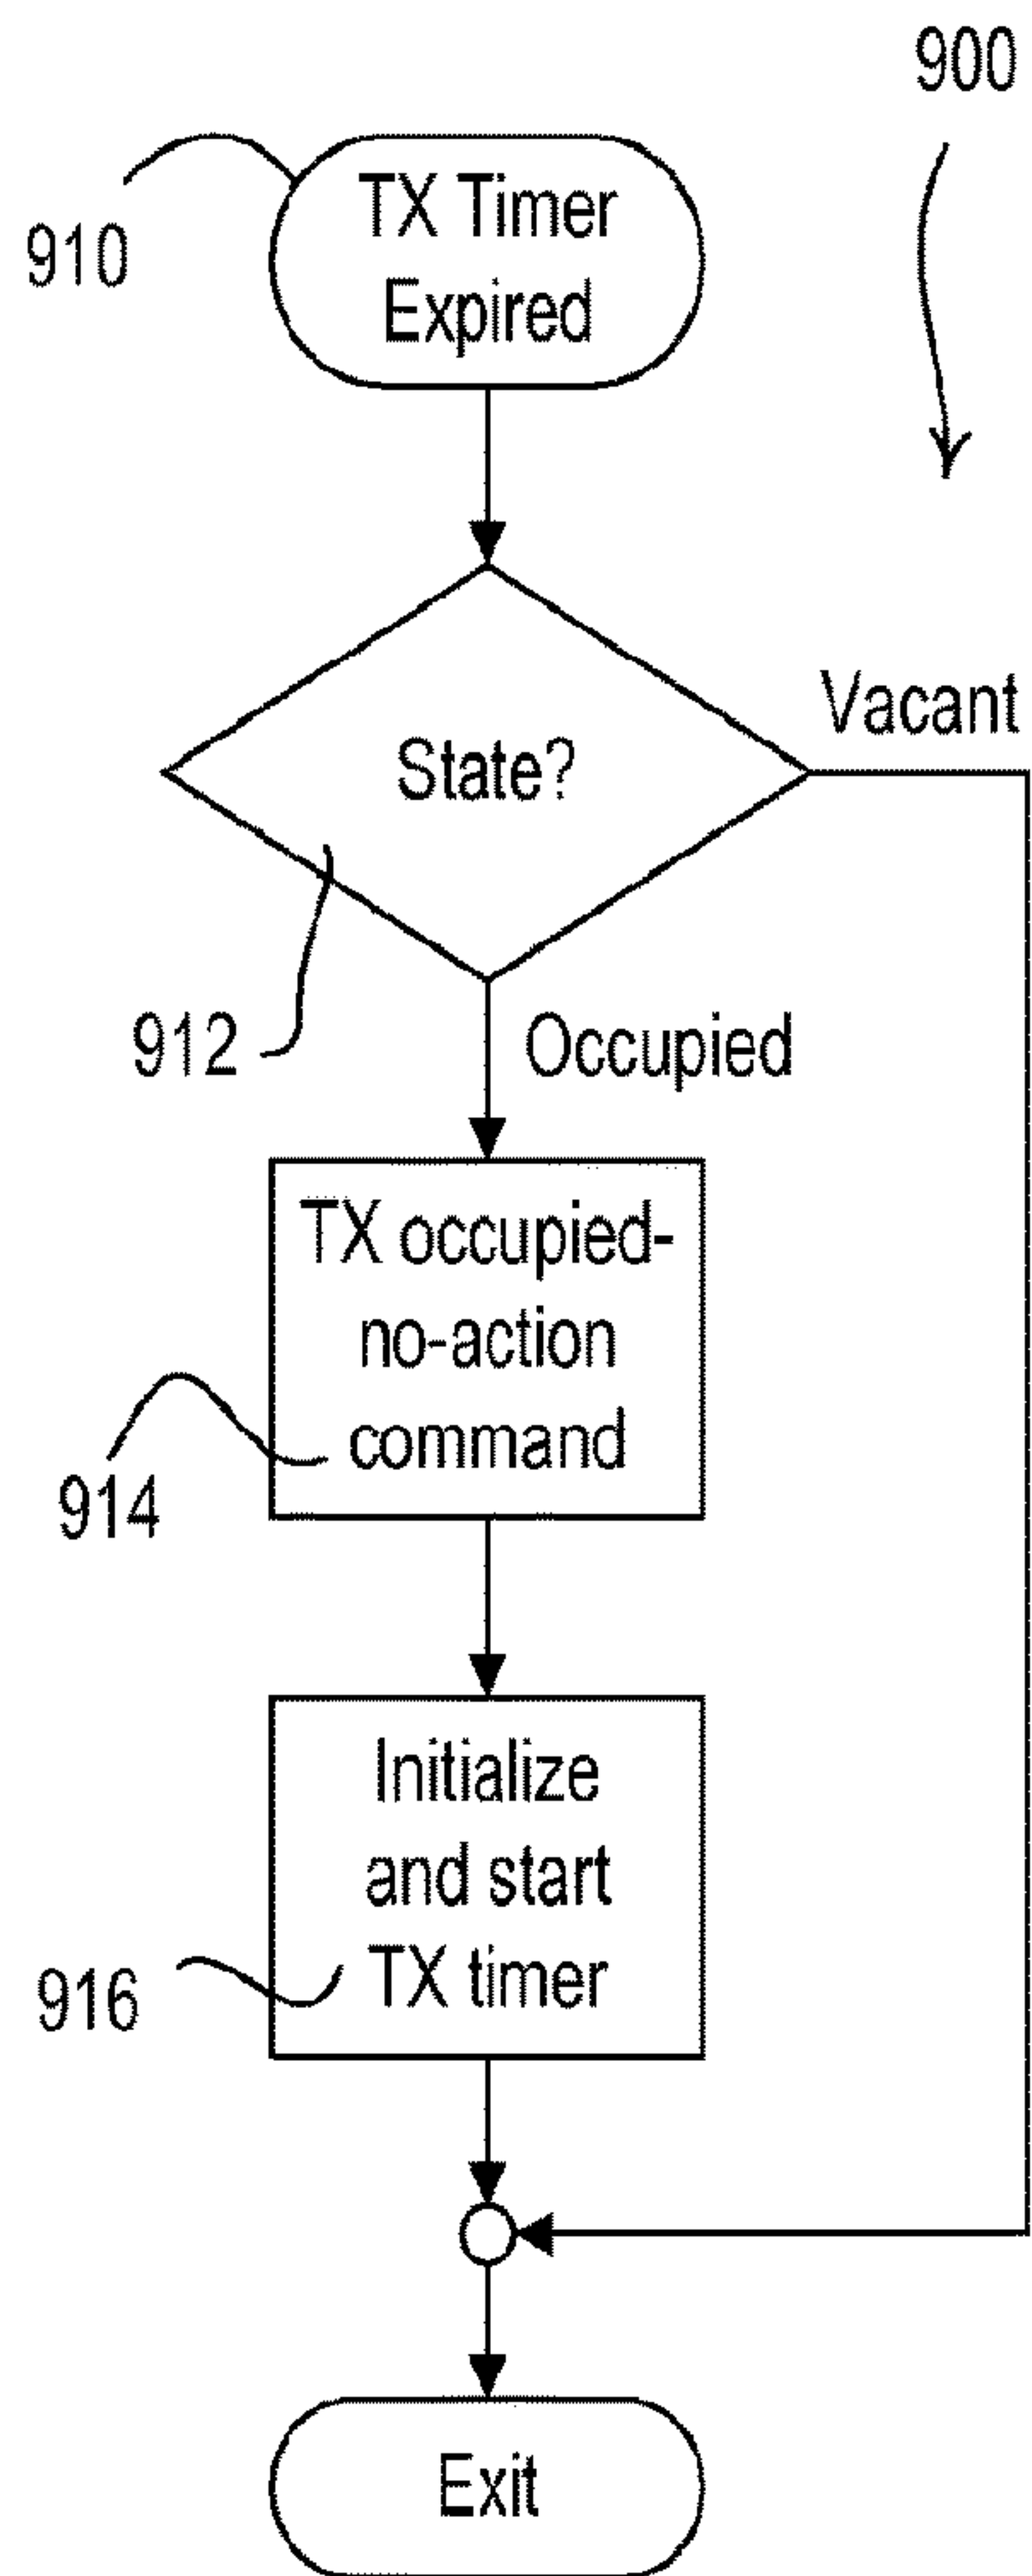 900
910
TX Timer
Expired
State?
Vacant
912
Occupied
TX occupied-
no-action
command
914
Initialize
and start
TX timer
916
Exit